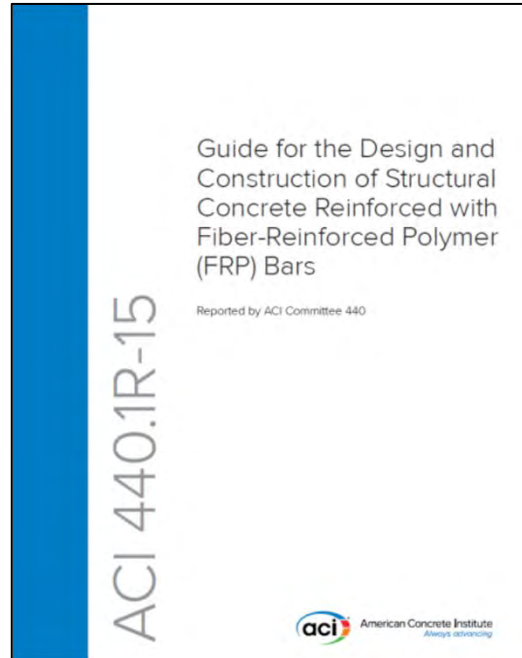 Guide for the Design and
Construction of Structural
Concrete Reinforced with
Fiber-Reinforced Polymer
(FRP) Bars
Reported by ACI Committee 440
ACI 440.1R-15
aci
American Concrete Institute
Always advancing